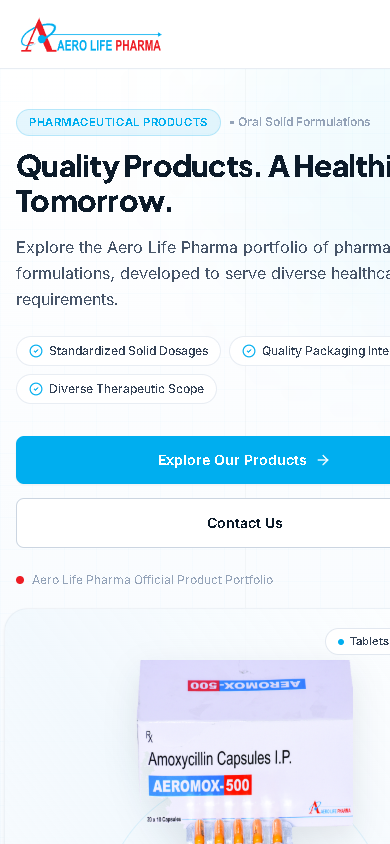 AERO LIFE PHARMA
PHARMACEUTICAL PRODUCTS • Oral Solid Formulations
Quality Products. A Healthi
Tomorrow.
Explore the Aero Life Pharma portfolio of pharma
formulations, developed to serve diverse healthca
requirements.
Standardized Solid Dosages Quality Packaging Inte
Diverse Therapeutic Scope
Explore Our Products →
Contact Us
Aero Life Pharma Official Product Portfolio
Tablets
AEROMOX-500
Rx
Amoxycillin Capsules I.P.
AEROMOX-500
AERO LIFE PHARMA
20 x 10 Capsules